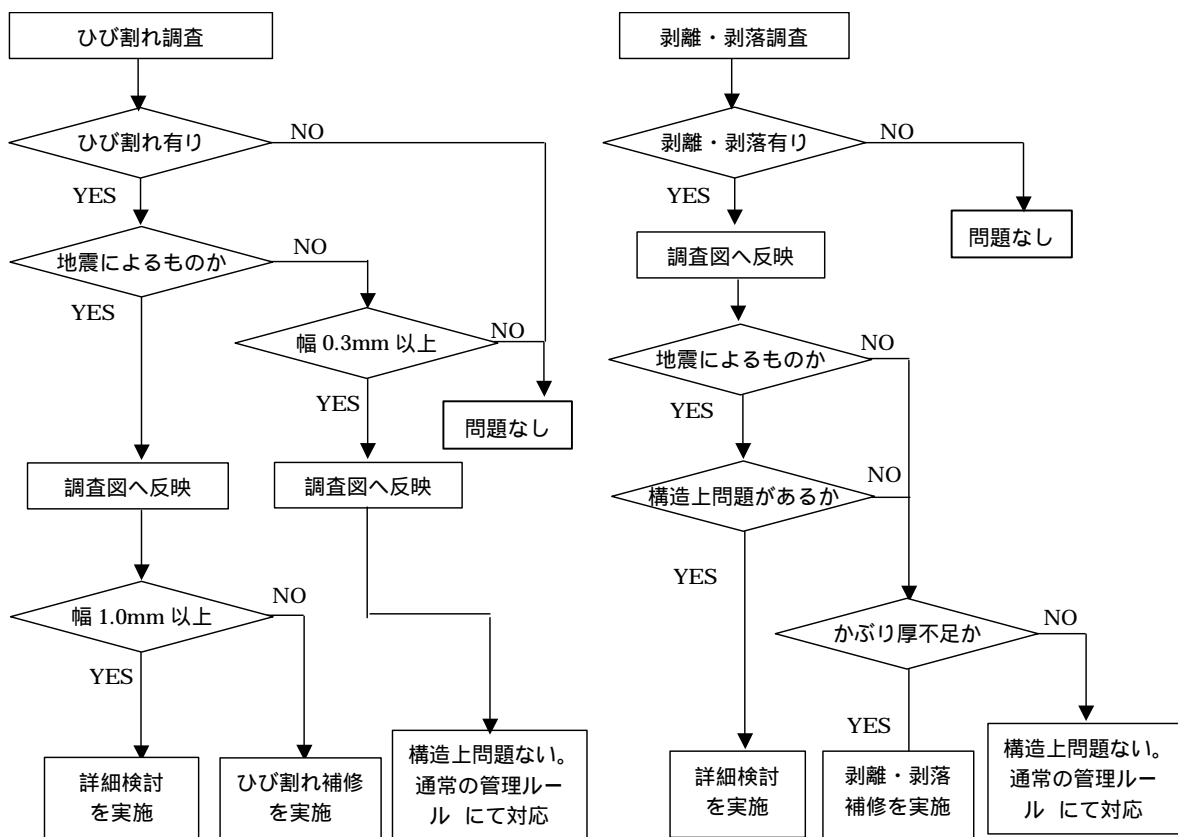 ひび割れ調査
ひび割れ有り
NO
YES
地震によるものか
NO
YES
幅 0.3mm 以上
NO
YES
問題なし
調査図へ反映
調査図へ反映
幅 1.0mm 以上
NO
YES
詳細検討
を実施
ひび割れ補修
を実施
構造上問題ない。
通常の管理ルー
ル にて対応
剥離・剥落調査
剥離・剥落有り
NO
YES
問題なし
調査図へ反映
地震によるものか
NO
YES
構造上問題があるか
NO
YES
かぶり厚不足か
NO
YES
詳細検討
を実施
剥離・剥落
補修を実施
構造上問題ない。
通常の管理ルー
ル にて対応